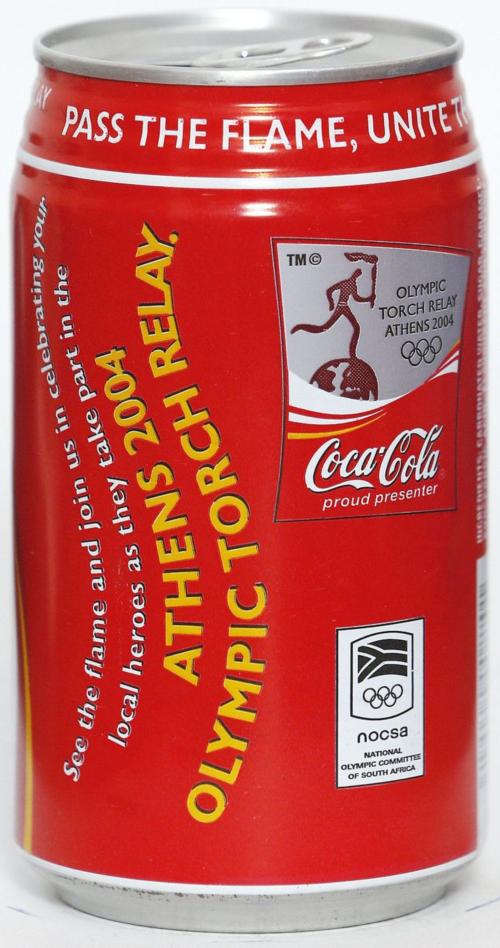 LAY PASS THE FLAME, UNITE TH
See the flame and join us in celebrating your
local heroes as they take part in the
ATHENS 2004
OLYMPIC TORCH RELAY.
TM©
OLYMPIC
TORCH RELAY
ATHENS 2004
Coca-Cola
proud presenter
nocsa
NATIONAL
OLYMPIC COMMITTEE
OF SOUTH AFRICA